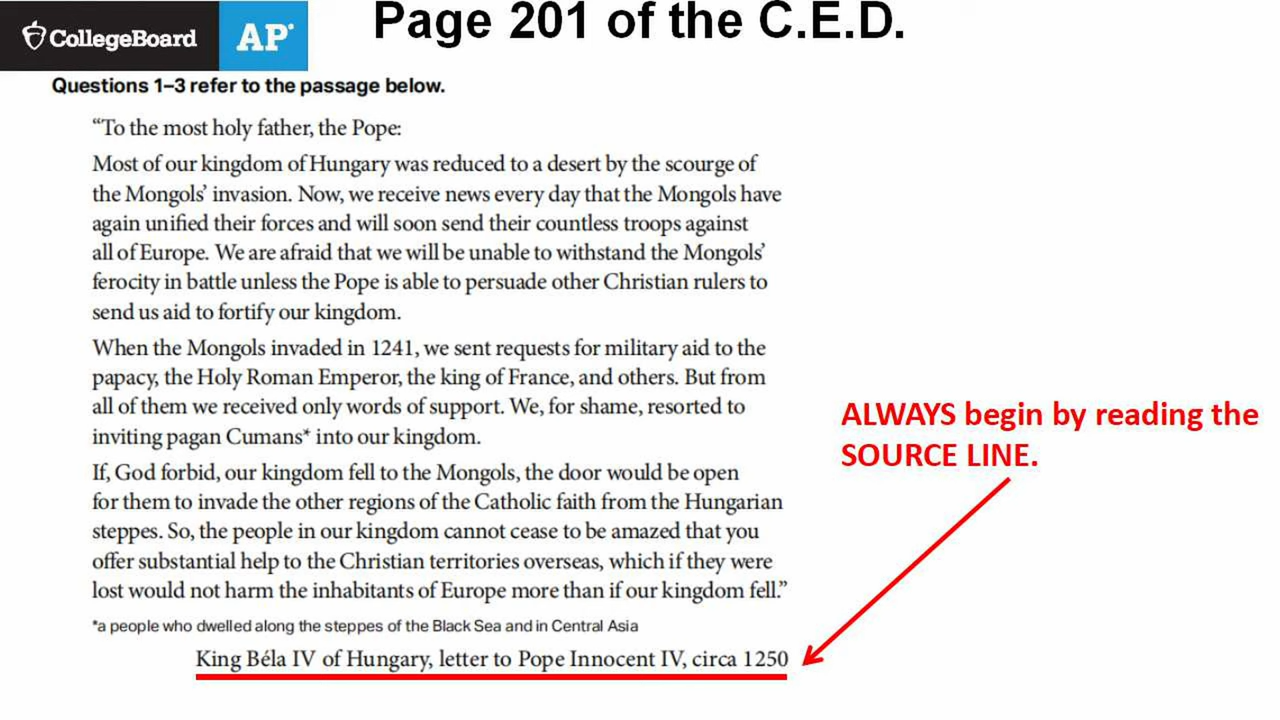 CollegeBoard
AP®
Page 201 of the C.E.D.
Questions 1–3 refer to the passage below.
“To the most holy father, the Pope:
Most of our kingdom of Hungary was reduced to a desert by the scourge of
the Mongols’ invasion. Now, we receive news every day that the Mongols have
again unified their forces and will soon send their countless troops against
all of Europe. We are afraid that we will be unable to withstand the Mongols’
ferocity in battle unless the Pope is able to persuade other Christian rulers to
send us aid to fortify our kingdom.
When the Mongols invaded in 1241, we sent requests for military aid to the
papacy, the Holy Roman Emperor, the king of France, and others. But from
all of them we received only words of support. We, for shame, resorted to
inviting pagan Cumans* into our kingdom.
If, God forbid, our kingdom fell to the Mongols, the door would be open
for them to invade the other regions of the Catholic faith from the Hungarian
steppes. So, the people in our kingdom cannot cease to be amazed that you
offer substantial help to the Christian territories overseas, which if they were
lost would not harm the inhabitants of Europe more than if our kingdom fell.”
*a people who dwelled along the steppes of the Black Sea and in Central Asia
King Béla IV of Hungary, letter to Pope Innocent IV, circa 1250
ALWAYS begin by reading the
SOURCE LINE.